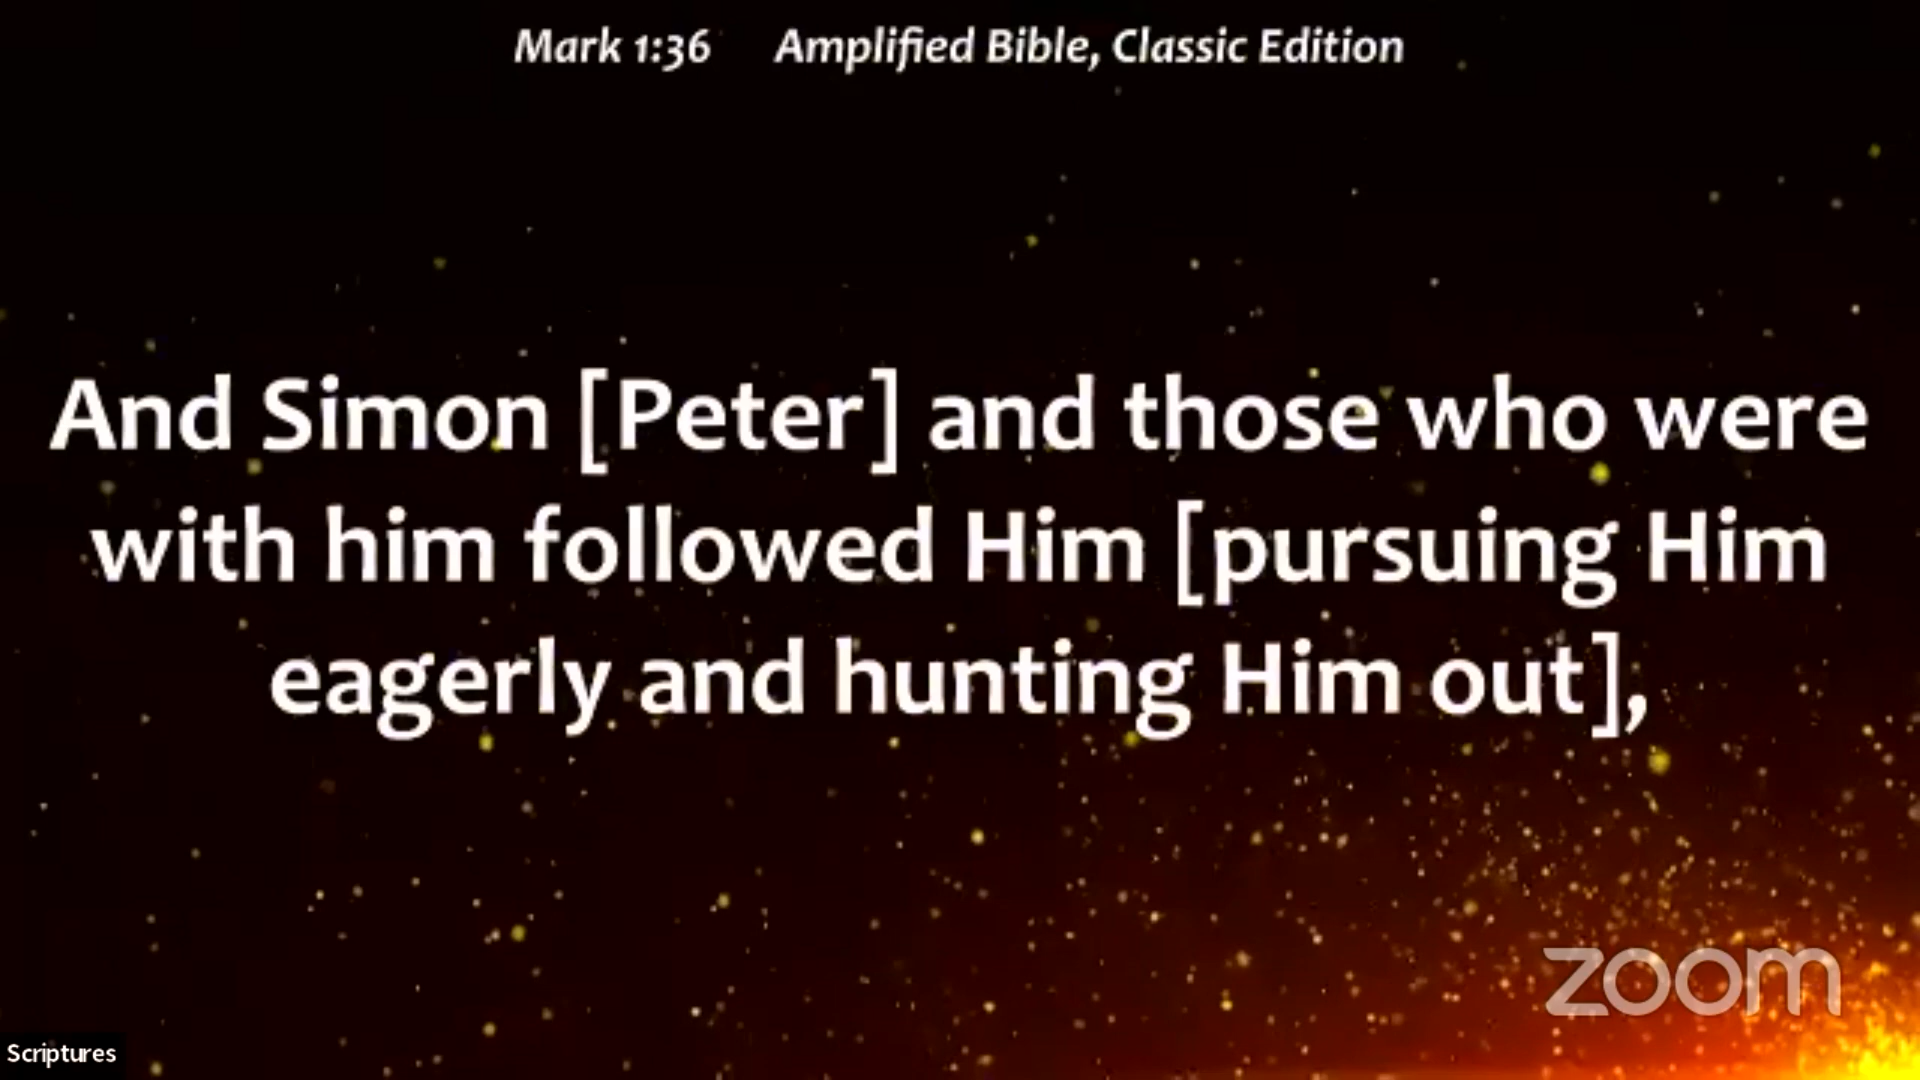 Mark 1:36 Amplified Bible, Classic Edition
And Simon [Peter] and those who were
with him followed Him [pursuing Him
eagerly and hunting Him out],
zoom
Scriptures